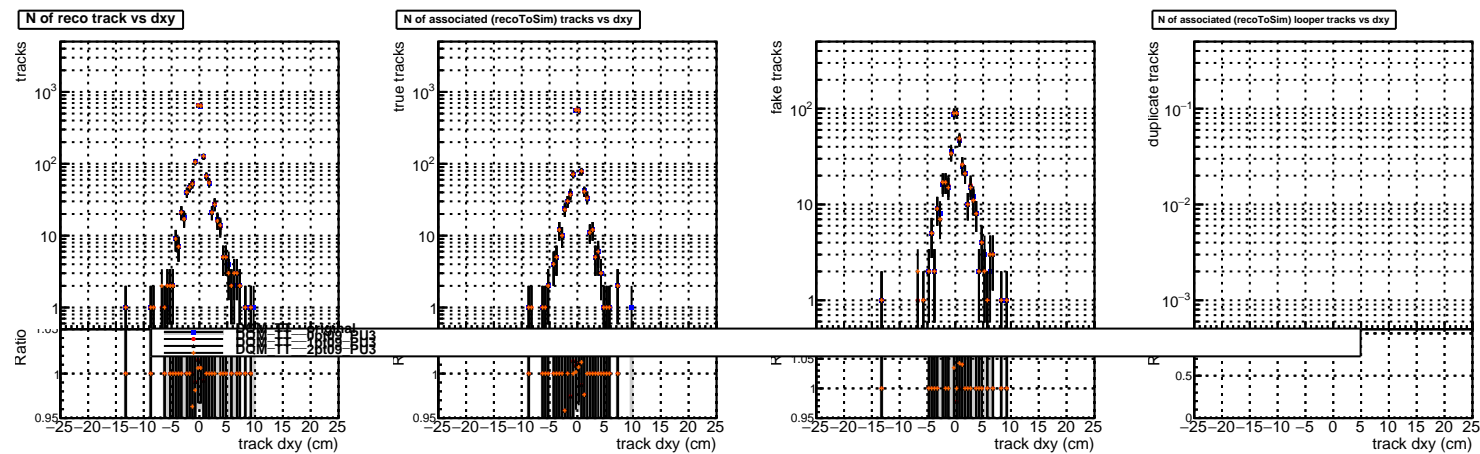 N of reco track vs dxy
tracks
10³
10²
10
1
Ratio
1
0.95
−25 −20 −15 −10 −5 0 5 10 15 20 25
track dxy (cm)
N of associated (recoToSim) tracks vs dxy
true tracks
10³
10²
10
1
1
0.95
−25 −20 −15 −10 −5 0 5 10 15 20 25
track dxy (cm)
fake tracks
10²
10
1
1.05
1
0.95
−25 −20 −15 −10 −5 0 5 10 15 20 25
track dxy (cm)
N of associated (recoToSim) looper tracks vs dxy
duplicate tracks
10⁻¹
10⁻²
10⁻³
0.5
0
−25 −20 −15 −10 −5 0 5 10 15 20 25
track dxy (cm)
DQM_TT__2pt09_PU3